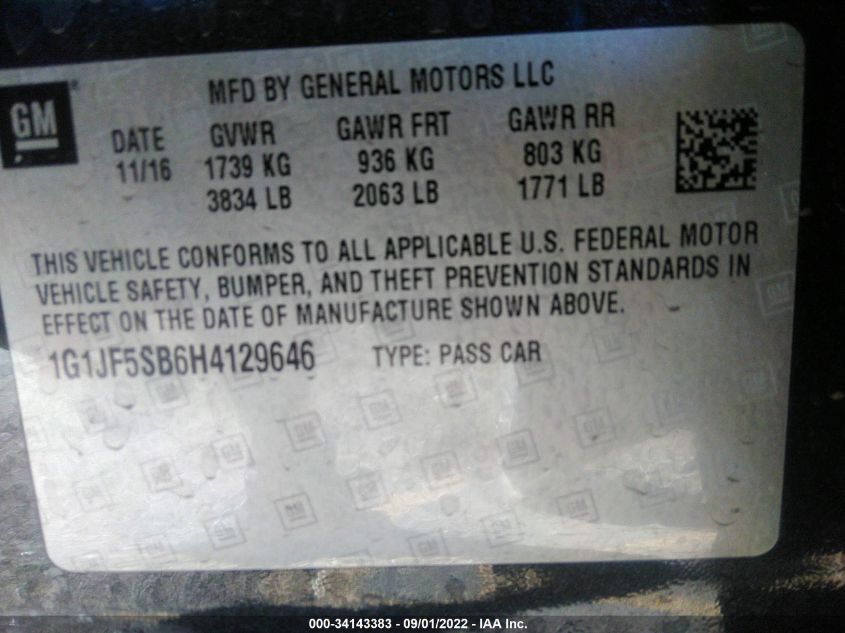 MFD BY GENERAL MOTORS LLC
GM®
DATE GVWR GAWR FRT GAWR RR
11/16 1739 KG 936 KG 803 KG
3834 LB 2063 LB 1771 LB
THIS VEHICLE CONFORMS TO ALL APPLICABLE U.S. FEDERAL MOTOR
VEHICLE SAFETY, BUMPER, AND THEFT PREVENTION STANDARDS IN
EFFECT ON THE DATE OF MANUFACTURE SHOWN ABOVE.
1G1JF5SB6H4129646 TYPE: PASS CAR
000-34143383 - 09/01/2022 - IAA Inc.